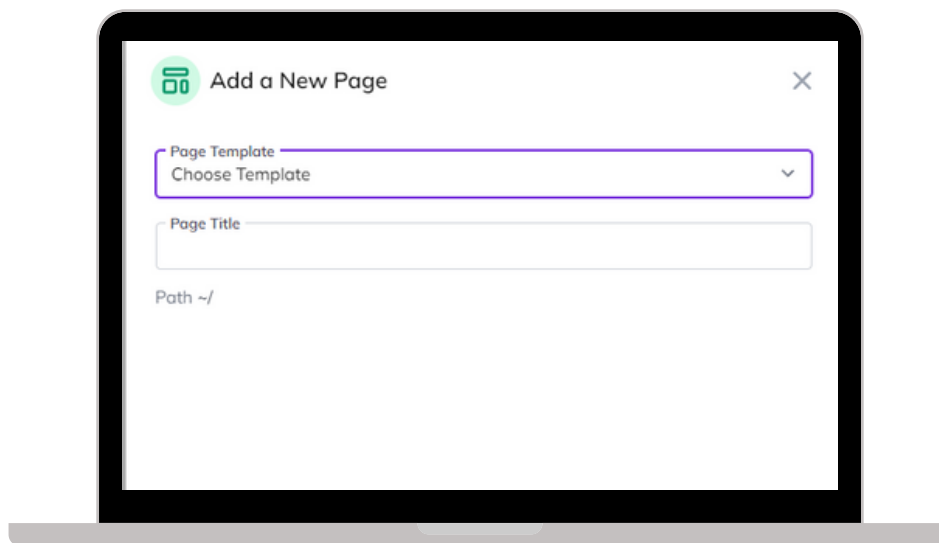 Add a New Page
Page Template
Choose Template
Page Title
Path ~/